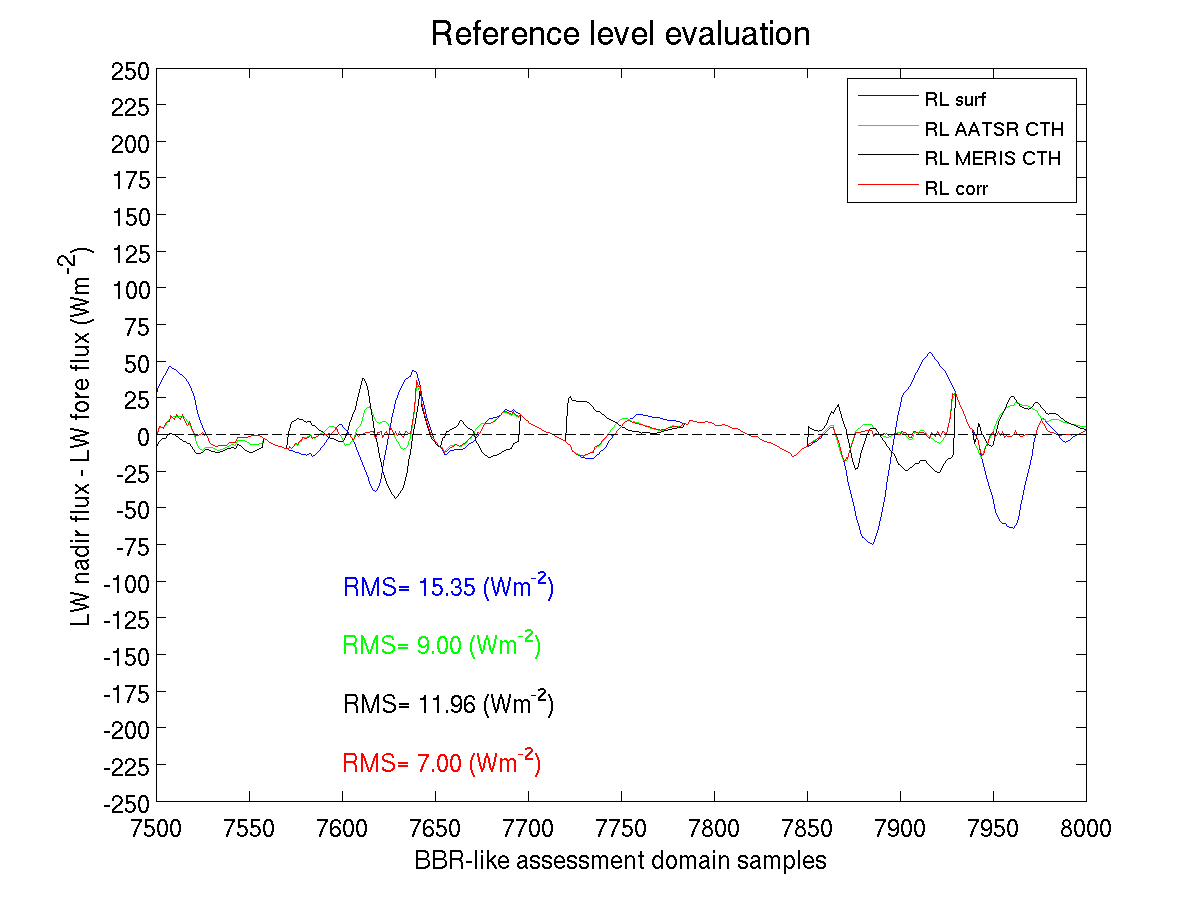 Reference level evaluation
250
225
200
175
150
125
100
75
50
25
0
-25
-50
-75
-100
-125
-150
-175
-200
-225
-250
LW nadir flux - LW fore flux (Wm-2)
RL surf
RL AATSR CTH
RL MERIS CTH
RL corr
RMS= 15.35 (Wm-2)
RMS= 9.00 (Wm-2)
RMS= 11.96 (Wm-2)
RMS= 7.00 (Wm-2)
7500 7550 7600 7650 7700 7750 7800 7850 7900 7950 8000
BBR-like assessment domain samples